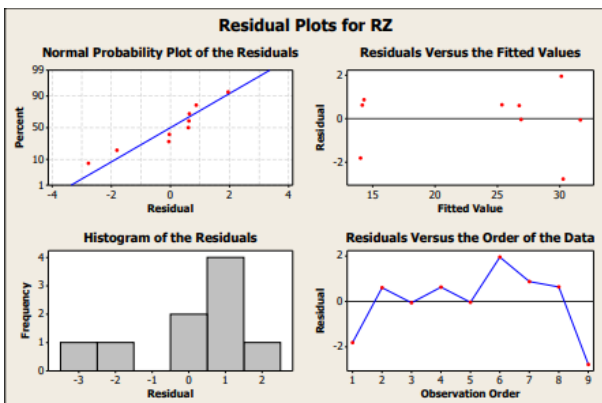 Residual Plots for RZ
Normal Probability Plot of the Residuals
99
90
50
10
1
Percent
-4 -2 0 2 4
Residual
Residuals Versus the Fitted Values
2
0
-2
Residual
15 20 25 30
Fitted Value
Histogram of the Residuals
4
3
2
1
0
Frequency
-3 -2 -1 0 1 2
Residual
Residuals Versus the Order of the Data
2
0
-2
Residual
1 2 3 4 5 6 7 8 9
Observation Order